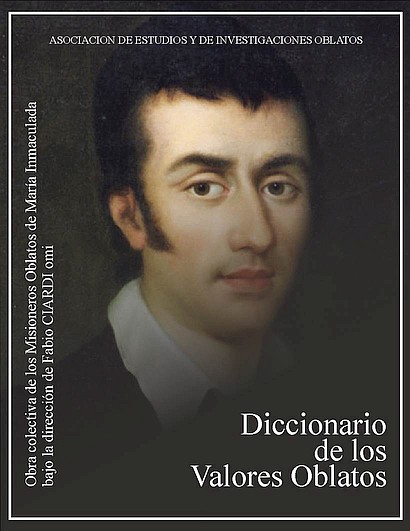 ASOCIACION DE ESTUDIOS Y DE INVESTIGACIONES OBLATOS
Obra colectiva de los Misioneros Oblatos de María Inmaculada
bajo la dirección de Fabio CIARDI omi
Diccionario
de los
Valores Oblatos